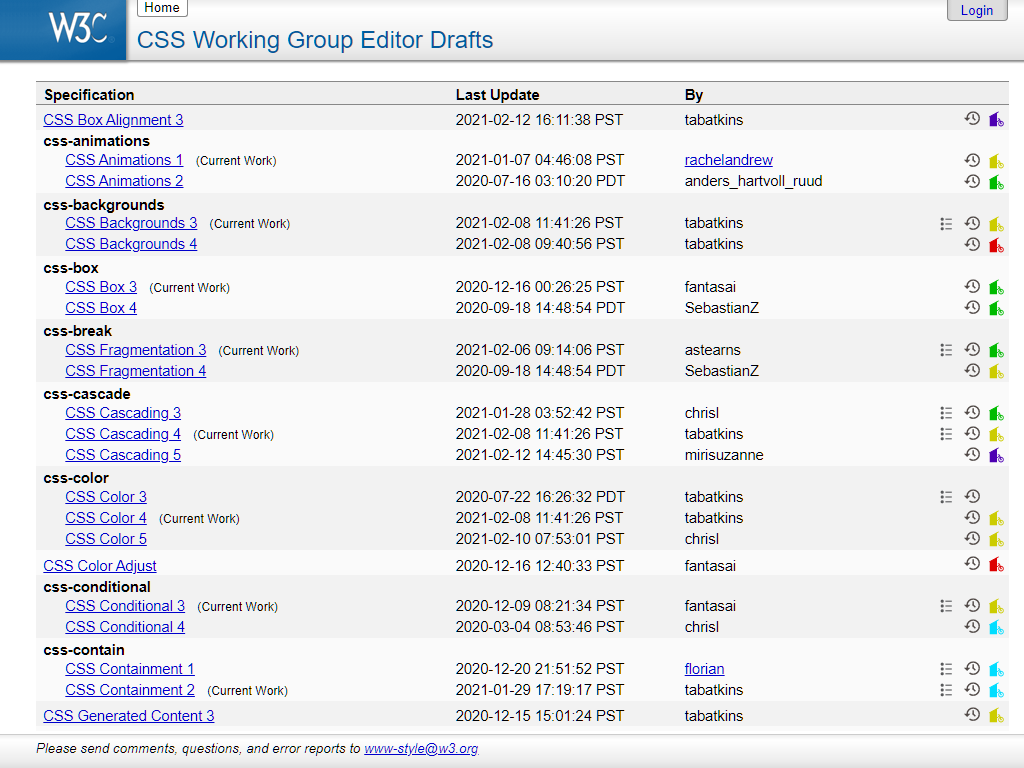 W3C Home Login
CSS Working Group Editor Drafts
Specification Last Update By
CSS Box Alignment 3 2021-02-12 16:11:38 PST tabatkins
css-animations
CSS Animations 1 (Current Work) 2021-01-07 04:46:08 PST rachelandrew
CSS Animations 2 2020-07-16 03:10:20 PDT anders_hartvoll_ruud
css-backgrounds
CSS Backgrounds 3 (Current Work) 2021-02-08 11:41:26 PST tabatkins
CSS Backgrounds 4 2021-02-08 09:40:56 PST tabatkins
css-box
CSS Box 3 (Current Work) 2020-12-16 00:26:25 PST fantasai
CSS Box 4 2020-09-18 14:48:54 PDT SebastianZ
css-break
CSS Fragmentation 3 (Current Work) 2021-02-06 09:14:06 PST astearns
CSS Fragmentation 4 2020-09-18 14:48:54 PDT SebastianZ
css-cascade
CSS Cascading 3 2021-01-28 03:52:42 PST chrisl
CSS Cascading 4 (Current Work) 2021-02-08 11:41:26 PST tabatkins
CSS Cascading 5 2021-02-12 14:45:30 PST mirisuzanne
css-color
CSS Color 3 2020-07-22 16:26:32 PDT tabatkins
CSS Color 4 (Current Work) 2021-02-08 11:41:26 PST tabatkins
CSS Color 5 2021-02-10 07:53:01 PST chrisl
CSS Color Adjust 2020-12-16 12:40:33 PST fantasai
css-conditional
CSS Conditional 3 (Current Work) 2020-12-09 08:21:34 PST fantasai
CSS Conditional 4 2020-03-04 08:53:46 PST chrisl
css-contain
CSS Containment 1 2020-12-20 21:51:52 PST florian
CSS Containment 2 (Current Work) 2021-01-29 17:19:17 PST tabatkins
CSS Generated Content 3 2020-12-15 15:01:24 PST tabatkins
Please send comments, questions, and error reports to www-style@w3.org